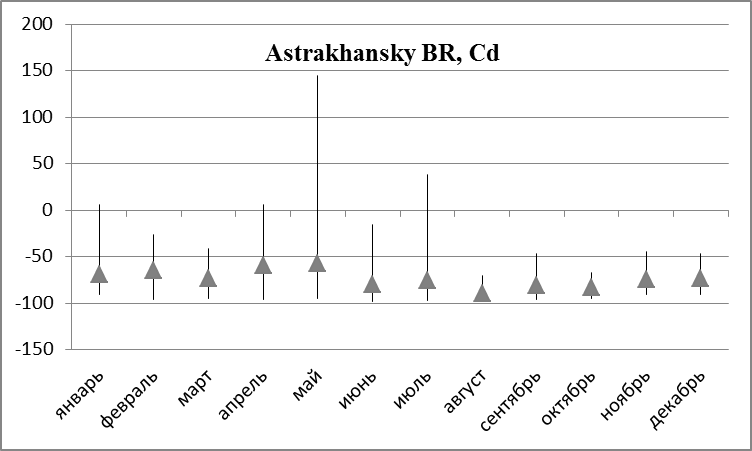 Astrakhansky BR, Cd
200
150
100
50
0
-50
-100
-150
январь
февраль
март
апрель
май
июнь
июль
август
сентябрь
октябрь
ноябрь
декабрь